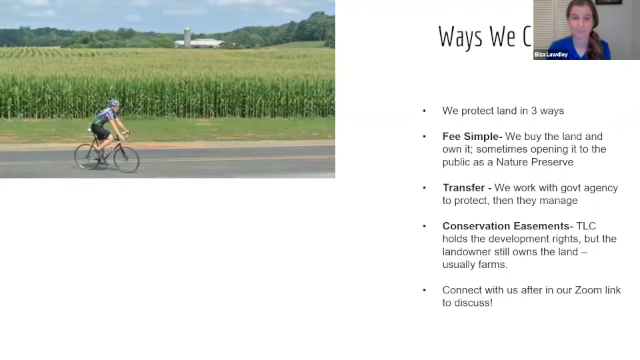 Ways We C
Biza Lawdley
We protect land in 3 ways
Fee Simple- We buy the land and
own it; sometimes opening it to the
public as a Nature Preserve
Transfer - We work with govt agency
to protect, then they manage
Conservation Easements- TLC
holds the development rights, but the
landowner still owns the land –
usually farms.
Connect with us after in our Zoom link
to discuss!